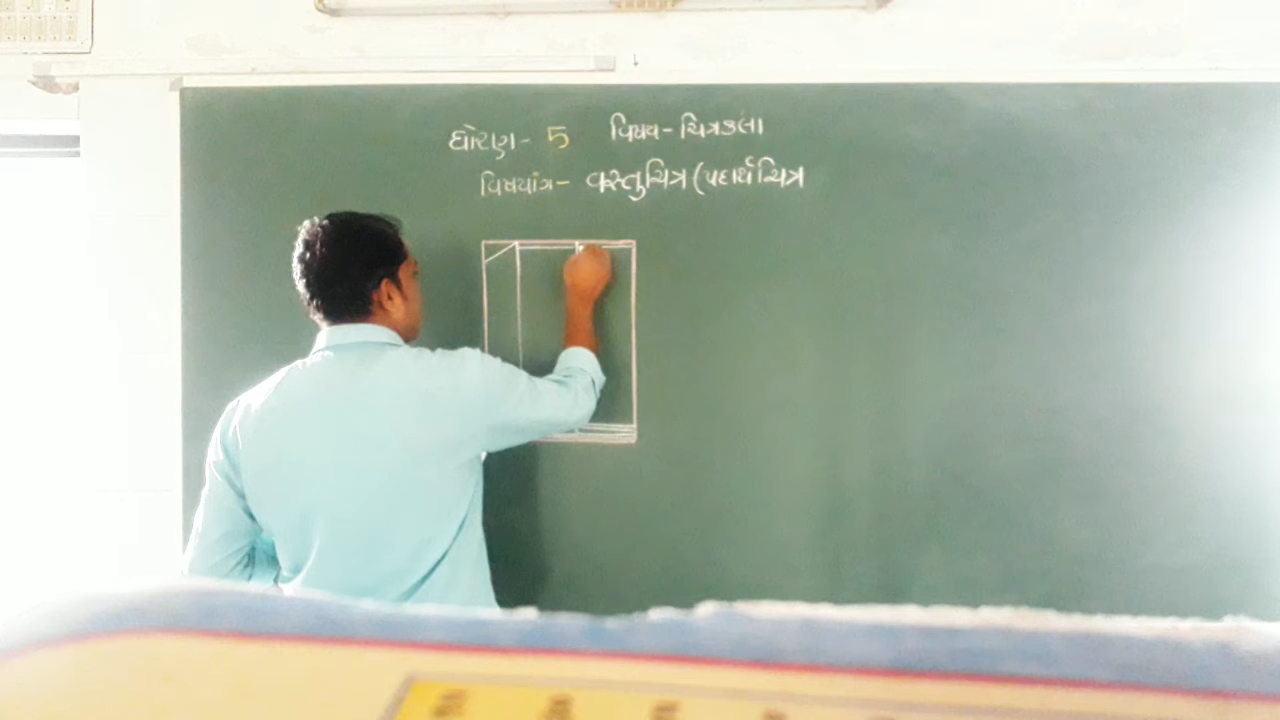 ધોરણ- 5 વિષય- ચિત્રકલા
વિષયાંગ- વસ્તુચિત્ર (પદાર્થચિત્ર